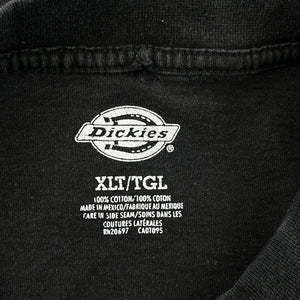 Dickies
®
XLT/TGL
100% COTTON/100% COTON
MADE IN MEXICO/FABRIQUE AU MEXIQUE
CARE IN SIDE SEAM/SOINS DANS LES
COUTURES LATÉRALES
RN20697 CA07095